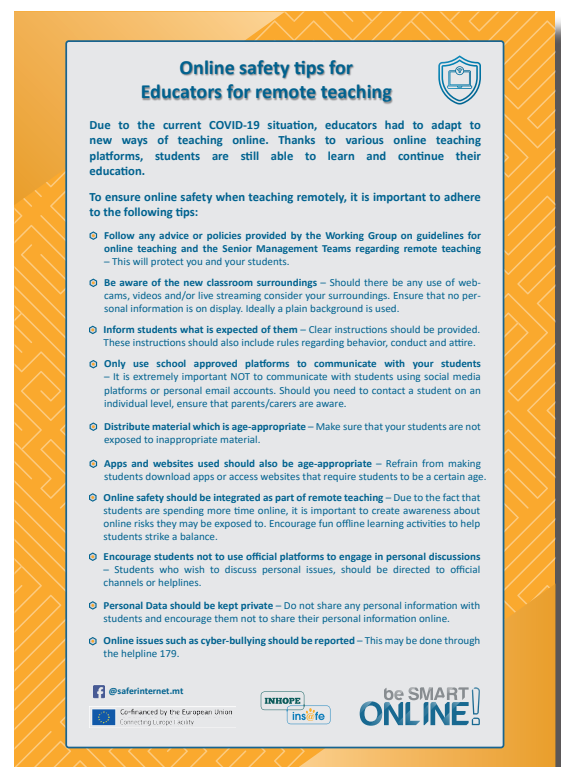 Online safety tips for
Educators for remote teaching
Due to the current COVID-19 situation, educators had to adapt to
new ways of teaching online. Thanks to various online teaching
platforms, students are still able to learn and continue their
education.
To ensure online safety when teaching remotely, it is important to adhere
to the following tips:
Follow any advice or policies provided by the Working Group on guidelines for
online teaching and the Senior Management Teams regarding remote teaching
– This will protect you and your students.
Be aware of the new classroom surroundings – Should there be any use of web-
cams, videos and/or live streaming consider your surroundings. Ensure that no per-
sonal information is on display. Ideally a plain background is used.
Inform students what is expected of them – Clear instructions should be provided.
These instructions should also include rules regarding behavior, conduct and attire.
Only use school approved platforms to communicate with your students
– It is extremely important NOT to communicate with students using social media
platforms or personal email accounts. Should you need to contact a student on an
individual level, ensure that parents/carers are aware.
Distribute material which is age-appropriate – Make sure that your students are not
exposed to inappropriate material.
Apps and websites used should also be age-appropriate – Refrain from making
students download apps or access websites that require students to be a certain age.
Online safety should be integrated as part of remote teaching – Due to the fact that
students are spending more time online, it is important to create awareness about
online risks they may be exposed to. Encourage fun offline learning activities to help
students strike a balance.
Encourage students not to use official platforms to engage in personal discussions
– Students who wish to discuss personal issues, should be directed to official
channels or helplines.
Personal Data should be kept private – Do not share any personal information with
students and encourage them not to share their personal information online.
Online issues such as cyber-bullying should be reported – This may be done through
the helpline 179.
@saferinternet.mt
Co-financed by the European Union
Connecting Europe Facility
INHOPE
insafe
be SMART
ONLINE!